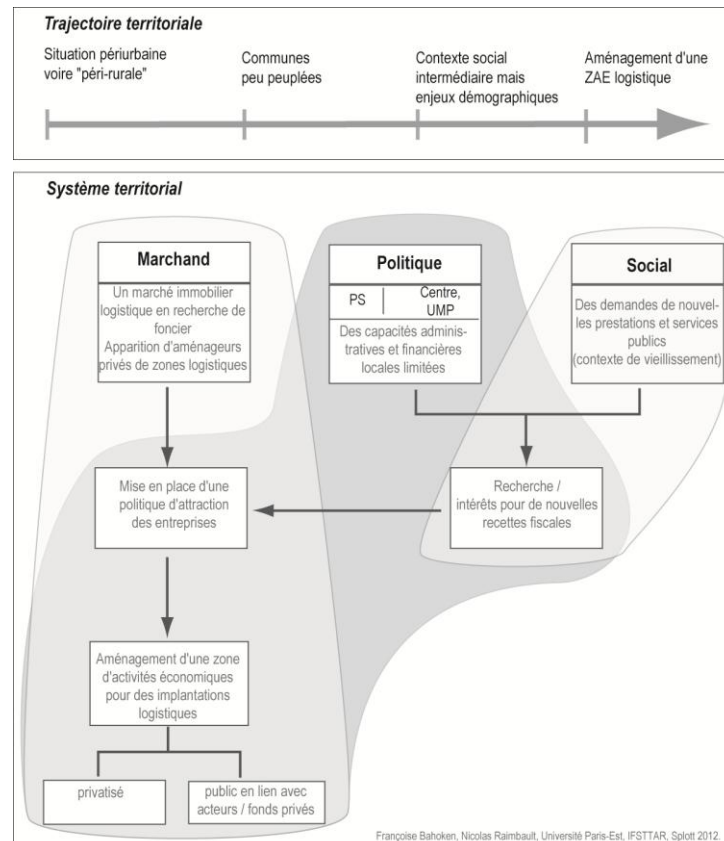 Trajectoire territoriale
Situation périurbaine
voire "péri-rurale"
Communes
peu peuplées
Contexte social
intermédiaire mais
enjeux démographiques
Aménagement d'une
ZAE logistique
Système territorial
Marchand
Un marché immobilier
logistique en recherche de
foncier
Apparition d'aménageurs
privés de zones logistiques
Politique
PS
Centre,
UMP
Des capacités adminis-
tratives et financières
locales limitées
Social
Des demandes de nouvel-
les prestations et services
publics
(contexte de vieillissement)
Mise en place d'une
politique d'attraction
des entreprises
Recherche /
intérêts pour de nouvelles
recettes fiscales
Aménagement d'une zone
d'activités économiques
pour des implantations
logistiques
privatisé
public en lien avec
acteurs / fonds privés
Françoise Bahoken, Nicolas Raimbault, Université Paris-Est, IFSTTAR, Splott 2012.